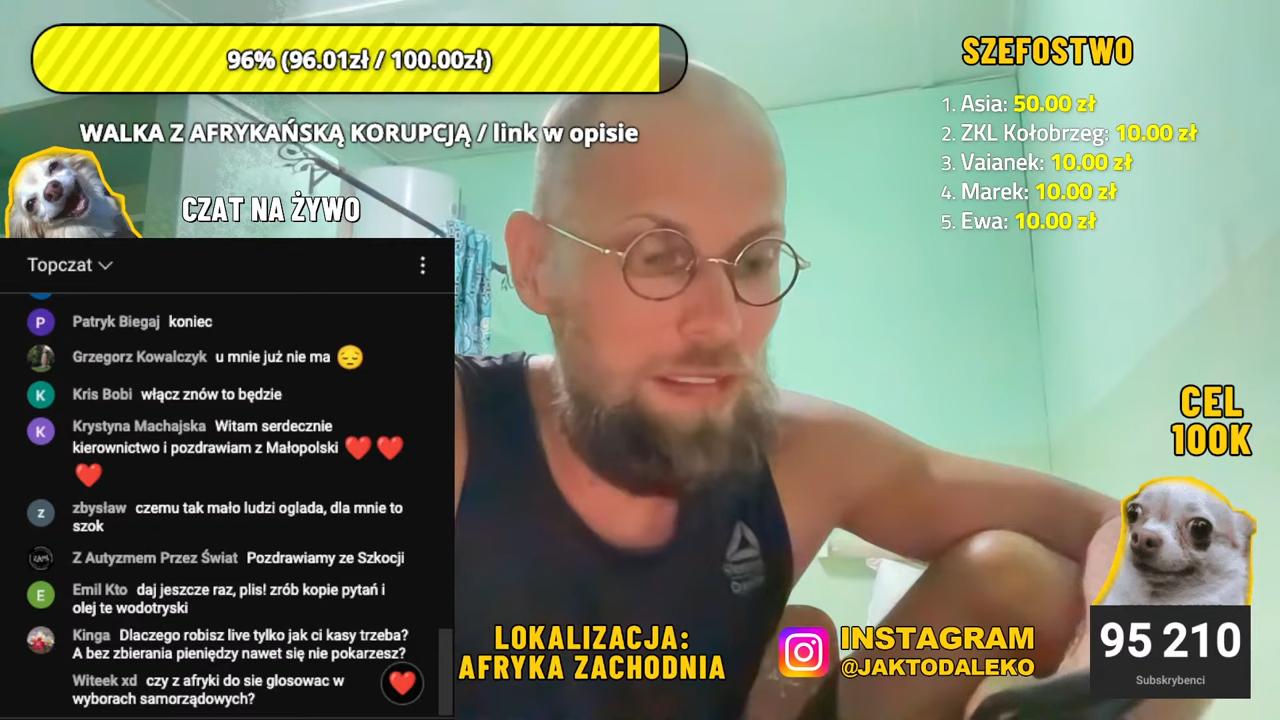 96% (96.01zł / 100.00zł)
WALKA Z AFRYKAŃSKĄ KORUPCJĄ / link w opisie
CZAT NA ŻYWO
Topczat
P
Patryk Biegaj koniec
Grzegorz Kowalczyk u mnie już nie ma 😔
K
Kris Bobi włącz znów to będzie
K
Krystyna Machajska Witam serdecznie
kierownictwo i pozdrawiam z Małopolski ❤️ ❤️
❤️
z
zbysław czemu tak mało ludzi oglada, dla mnie to
szok
Z Autyzmem Przez Świat Pozdrawiamy ze Szkocji
E
Emil Kto daj jeszcze raz, plis! zrób kopie pytań i
olej te wodotryski
Kinga Dlaczego robisz live tylko jak ci kasy trzeba?
A bez zbierania pieniędzy nawet się nie pokarzesz?
Witeek xd czy z afryki do sie glosowac w
wyborach samorządowych?
SZEFOSTWO
1. Asia: 50.00 zł
2. ZKL Kołobrzeg: 10.00 zł
3. Vaianek: 10.00 zł
4. Marek: 10.00 zł
5. Ewa: 10.00 zł
CEL
100K
LOKALIZACJA:
AFRYKA ZACHODNIA
INSTAGRAM
@JAKTODALEKO
95 210
Subskrybenci